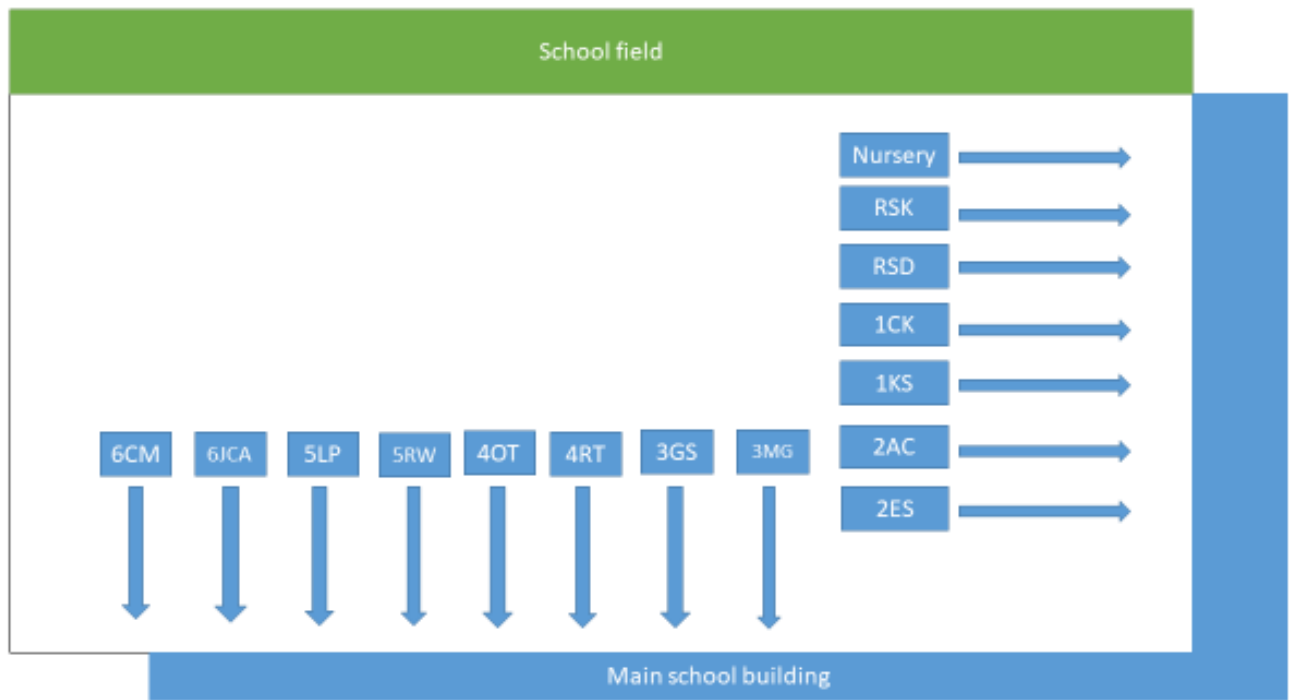 School field
Nursery
RSK
RSD
1CK
1KS
2AC
2ES
6CM
6JCA
5LP
5RW
4OT
4RT
3GS
3MG
Main school building